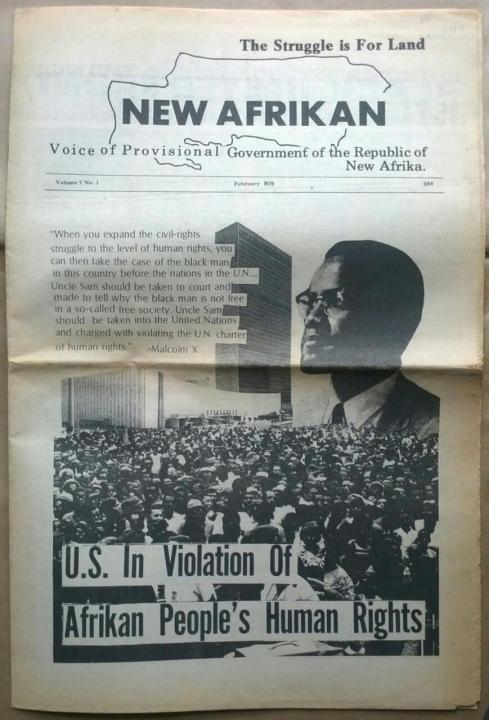 The Struggle is For Land
NEW AFRIKAN
Voice of Provisional Government of the Republic of
New Afrika.
Volume 7 No. 1 February 1979 35¢
"When you expand the civil-rights
struggle to the level of human rights, you
can then take the case of the black man
in this country before the nations in the U.N...
Uncle Sam should be taken to court and
made to tell why the black man is not free
in a so-called free society. Uncle Sam
should be taken into the United Nations
and charged with violating the U.N. charter
of human rights." -Malcolm X
U.S. In Violation Of
Afrikan People's Human Rights